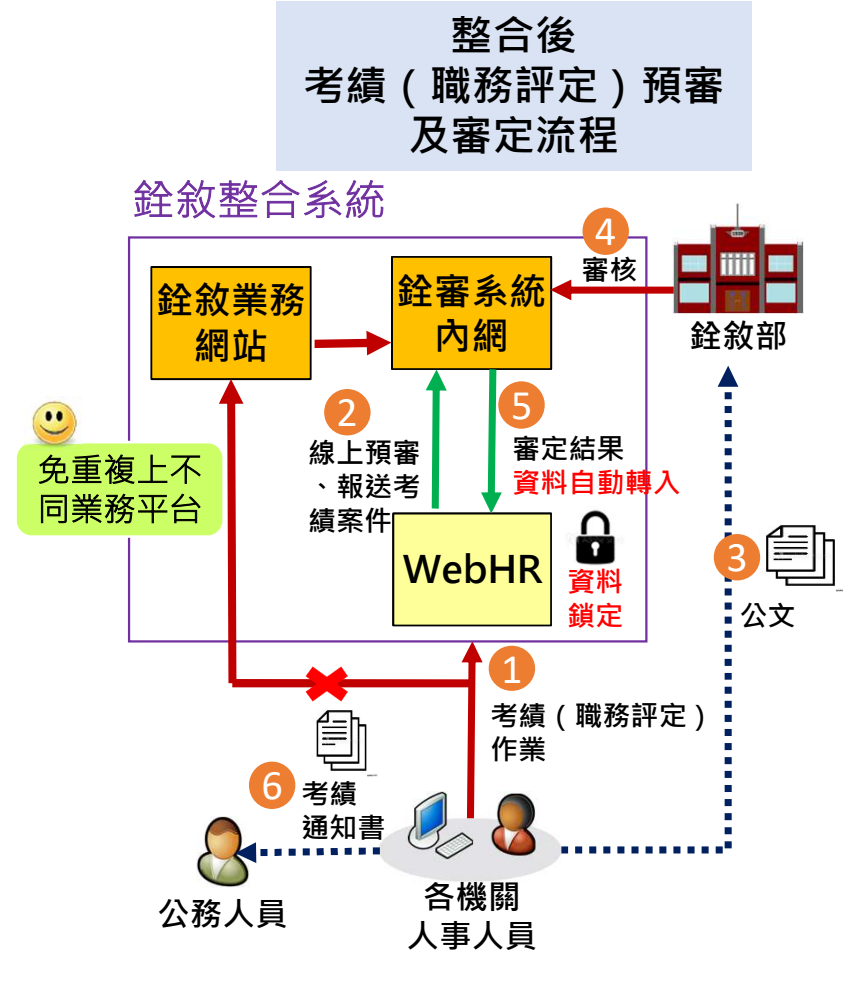 整合後
考績（職務評定）預審
及審定流程
銓敘整合系統
4
審核
銓敘業務
網站
銓審系統
內網
銓敘部
2
線上預審
、報送考
績案件
5
審定結果
資料自動轉入
免重複上不
同業務平台
WebHR
資料
鎖定
3
公文
1
考績（職務評定）
作業
6
考績
通知書
公務人員
各機關
人事人員